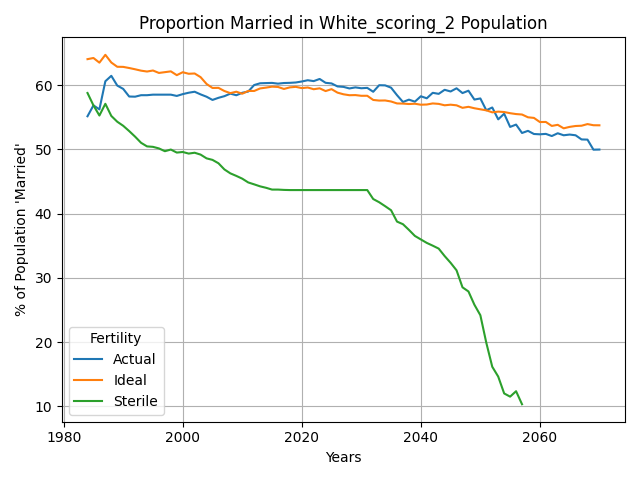 Proportion Married in White_scoring_2 Population
% of Population 'Married'
60
50
40
30
20
10
Fertility
Actual
Ideal
Sterile
1980 2000 2020 2040 2060
Years